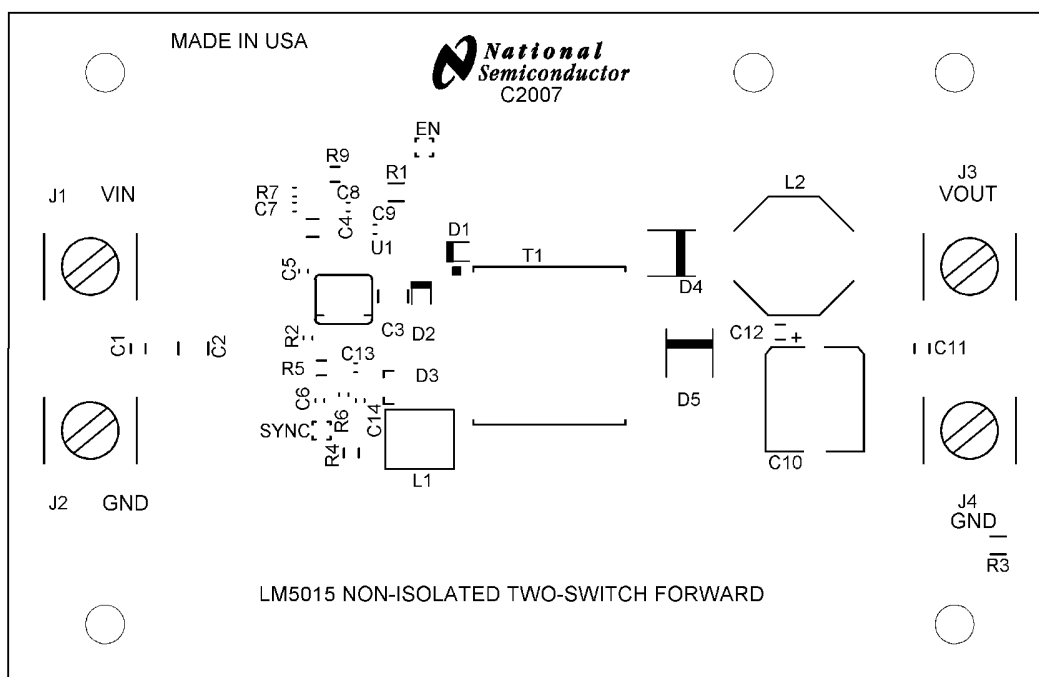 MADE IN USA
National
Semiconductor
C2007
EN
R9
R1
J1 VIN
R7
C7
C8
C4
C9
U1
D1
T1
L2
J3
VOUT
C5
D4
C3
D2
R2
C1
C2
C12
+
C11
R5
C13
D3
D5
C6
R6
C14
SYNC
R4
L1
C10
J2 GND
J4
GND
R3
LM5015 NON-ISOLATED TWO-SWITCH FORWARD